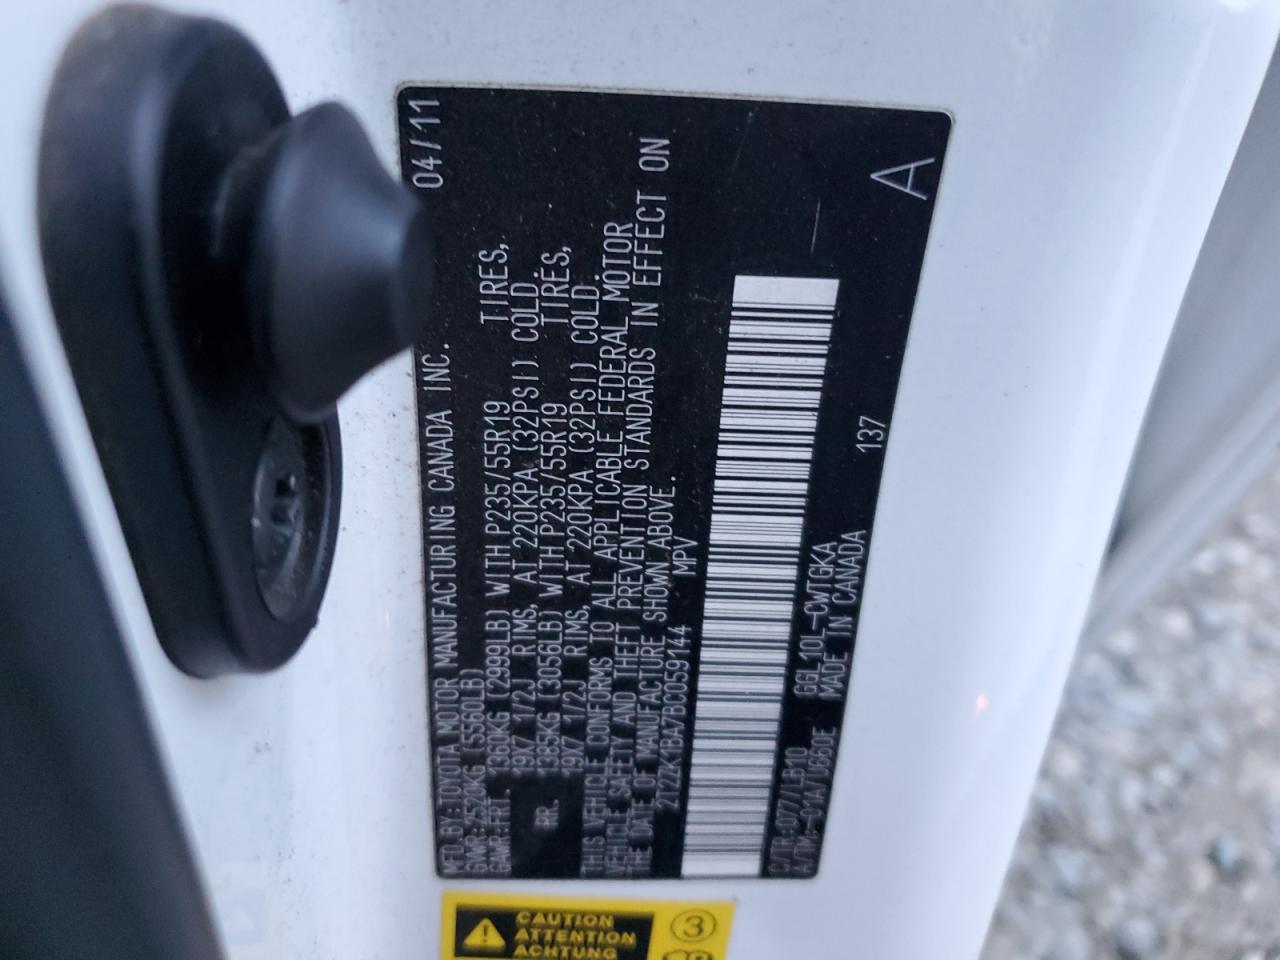 MFD. BY: TOYOTA MOTOR MANUFACTURING CANADA INC. 04/11
GVWR: 2520KG (5560LB)
GAWR: FRT. 1360KG (2999LB) WITH P235/55R19 TIRES,
19X7 1/2J RIMS, AT 220KPA (32PSI) COLD.
RR. 1385KG (3056LB) WITH P235/55R19 TIRES,
19X7 1/2J RIMS, AT 220KPA (32PSI) COLD.
THIS VEHICLE CONFORMS TO ALL APPLICABLE FEDERAL MOTOR
VEHICLE SAFETY AND THEFT PREVENTION STANDARDS IN EFFECT ON
THE DATE OF MANUFACTURE SHOWN ABOVE.
2T2ZK1BA7BC059144 MPV
C/TR: 077/LB10 GGL10L-CWTGKA 137
A/TM: -01A/U660E MADE IN CANADA
A
CAUTION
ATTENTION
ACHTUNG
3